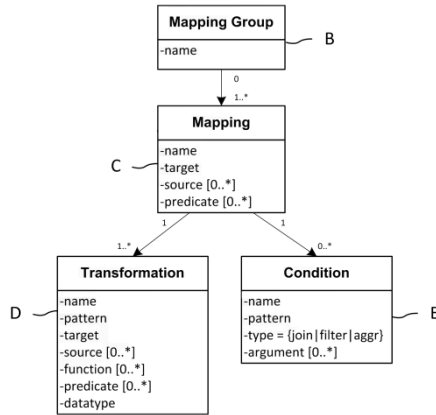 Mapping Group
B
-name
0
1..*
Mapping
-name
C
-target
-source [0..*]
-predicate [0..*]
1
1
1..*
0..*
Transformation
Condition
-name
-name
D
-pattern
-pattern
E
-target
-type = {join|filter|aggr}
-source [0..*]
-argument [0..*]
-function [0..*]
-predicate [0..*]
-datatype